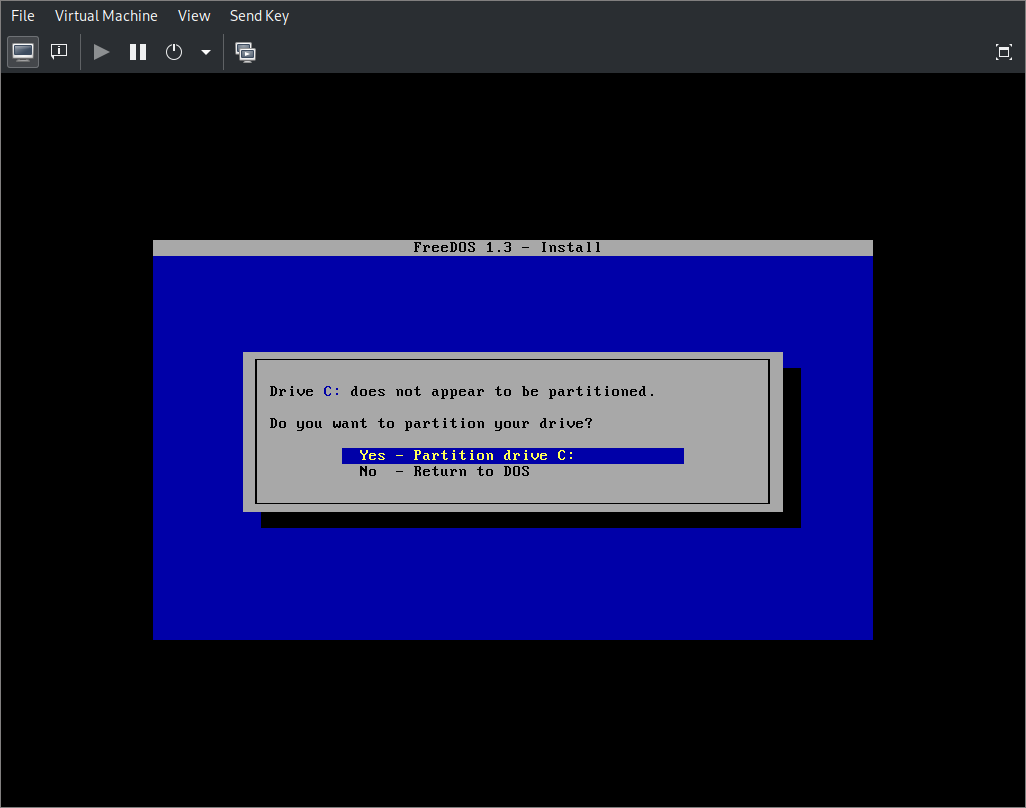 File Virtual Machine View Send Key
FreeDOS 1.3 - Install
Drive C: does not appear to be partitioned.
Do you want to partition your drive?
Yes - Partition drive C:
No - Return to DOS